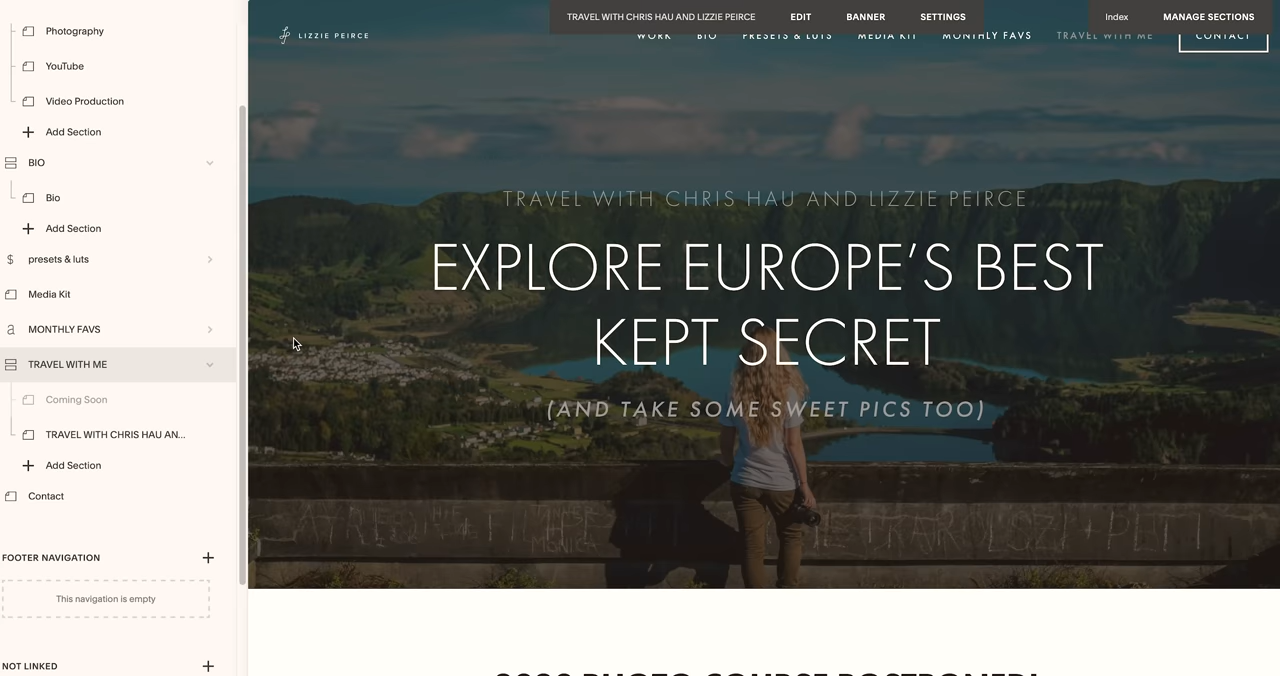 Photography
YouTube
Video Production
Add Section
BIO
Bio
Add Section
$ presets & luts
Media Kit
a MONTHLY FAVS
TRAVEL WITH ME
Coming Soon
TRAVEL WITH CHRIS HAU AN...
Add Section
Contact
FOOTER NAVIGATION
This navigation is empty
NOT LINKED
TRAVEL WITH CHRIS HAU AND LIZZIE PEIRCE EDIT BANNER SETTINGS Index MANAGE SECTIONS
LIZZIE PEIRCE WORK BIO PRESETS & LUTS MEDIA KIT MONTHLY FAVS TRAVEL WITH ME CONTACT
TRAVEL WITH CHRIS HAU AND LIZZIE PEIRCE
EXPLORE EUROPE’S BEST
KEPT SECRET
(AND TAKE SOME SWEET PICS TOO)
2020 PHOTO COURSE POSTPONED!